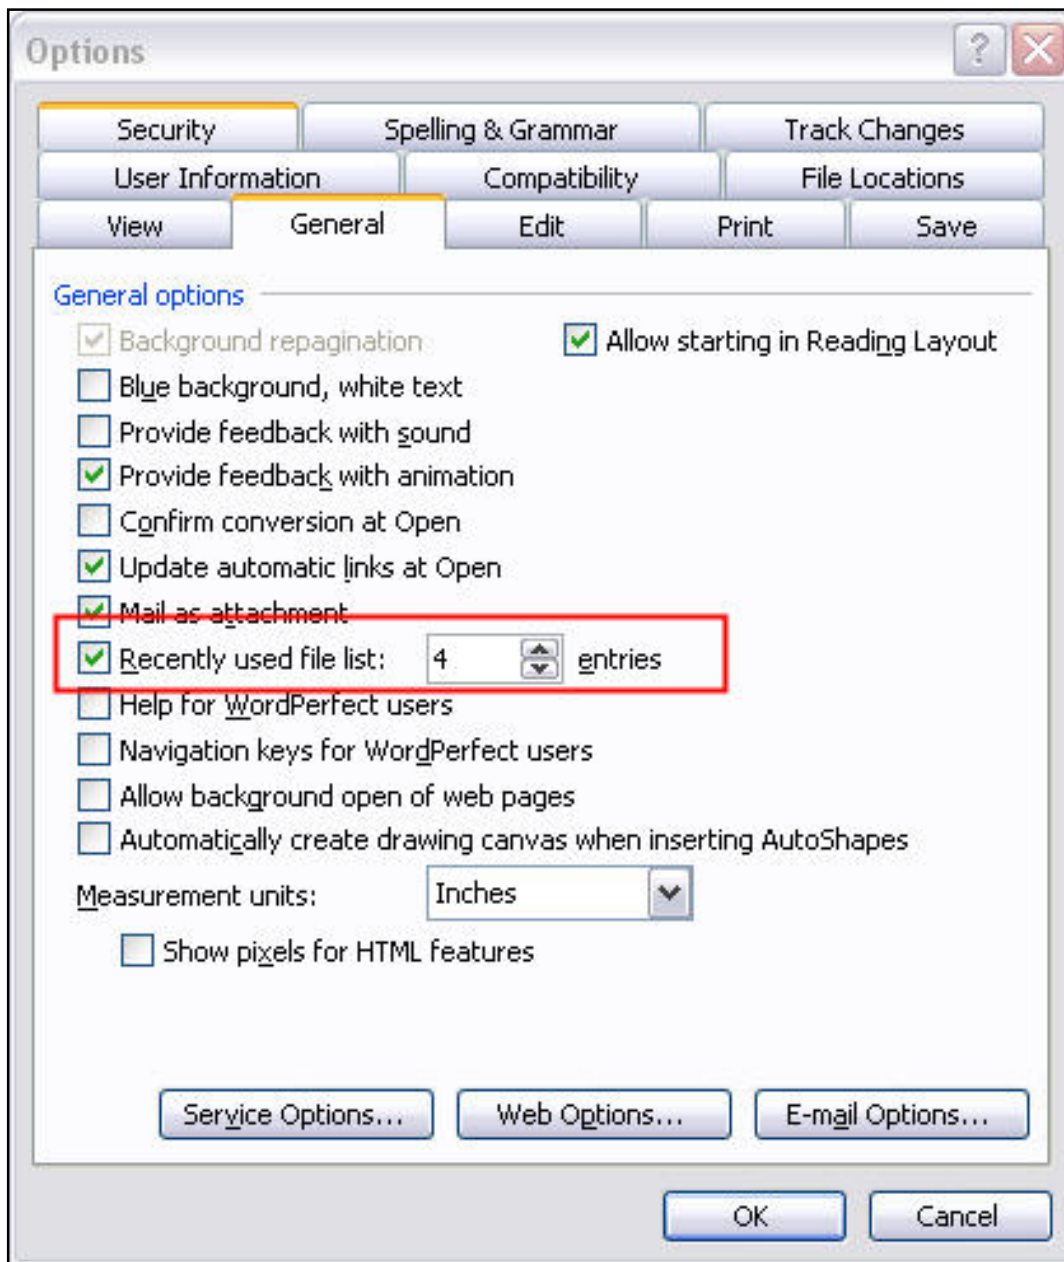 Options
Security Spelling & Grammar Track Changes
User Information Compatibility File Locations
View General Edit Print Save
General options
Background repagination Allow starting in Reading Layout
Blue background, white text
Provide feedback with sound
Provide feedback with animation
Confirm conversion at Open
Update automatic links at Open
Mail as attachment
Recently used file list: 4 entries
Help for WordPerfect users
Navigation keys for WordPerfect users
Allow background open of web pages
Automatically create drawing canvas when inserting AutoShapes
Measurement units: Inches
Show pixels for HTML features
Service Options... Web Options... E-mail Options...
OK Cancel